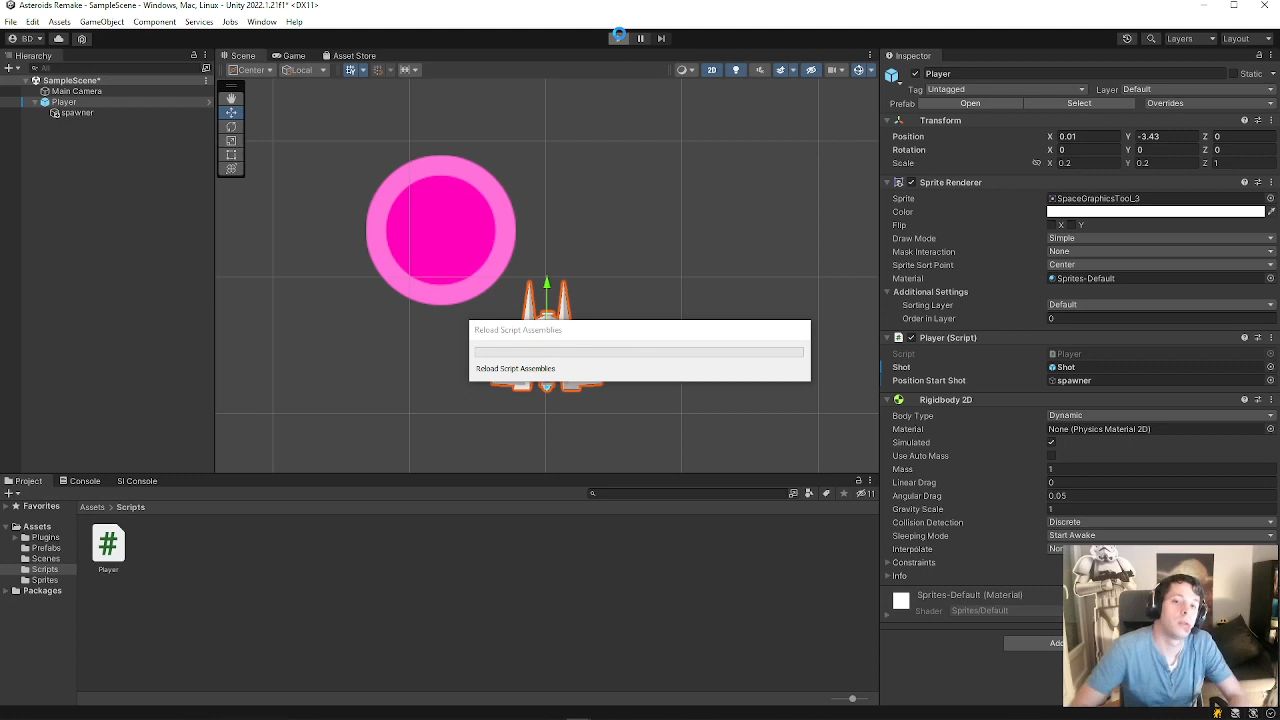 Asteroids Remake - SampleScene - Windows, Mac, Linux - Unity 2022.1.21f1* <DX11>
File Edit Assets GameObject Component Services Jobs Window Help
BD Layers Layout
Hierarchy
All
SampleScene*
Main Camera
Player
spawner
Scene Game Asset Store
Center Local 2D
Reload Script Assemblies
Reload Script Assemblies
Inspector
Player Static
Tag Untagged Layer Default
Prefab Open Select Overrides
Transform
Position X 0.01 Y -3.43 Z 0
Rotation X 0 Y 0 Z 0
Scale X 0.2 Y 0.2 Z 1
Sprite Renderer
Sprite SpaceGraphicsTool_3
Color
Flip X Y
Draw Mode Simple
Mask Interaction None
Sprite Sort Point Center
Material Sprites-Default
Additional Settings
Sorting Layer Default
Order in Layer 0
Player (Script)
Script Player
Shot Shot
Position Start Shot spawner
Rigidbody 2D
Body Type Dynamic
Material None (Physics Material 2D)
Simulated
Use Auto Mass
Mass 1
Linear Drag 0
Angular Drag 0.05
Gravity Scale 1
Collision Detection Discrete
Sleeping Mode Start Awake
Interpolate
Constraints
Info
Sprites-Default (Material)
Shader Sprites/Default
Project Console SI Console
11
Favorites
Assets
Plugins
Prefabs
Scenes
Scripts
Sprites
Packages
Assets > Scripts
#
Player